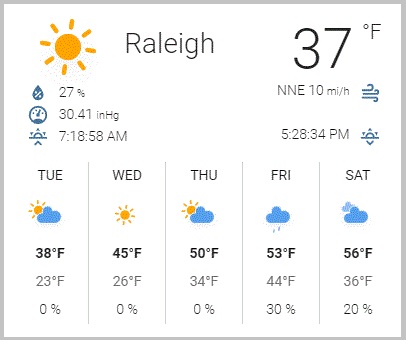 Raleigh
37 °F
27 %
NNE 10 mi/h
30.41 inHg
7:18:58 AM
5:28:34 PM
TUE WED THU FRI SAT
38°F 45°F 50°F 53°F 56°F
23°F 26°F 34°F 44°F 36°F
0 % 0 % 0 % 30 % 20 %